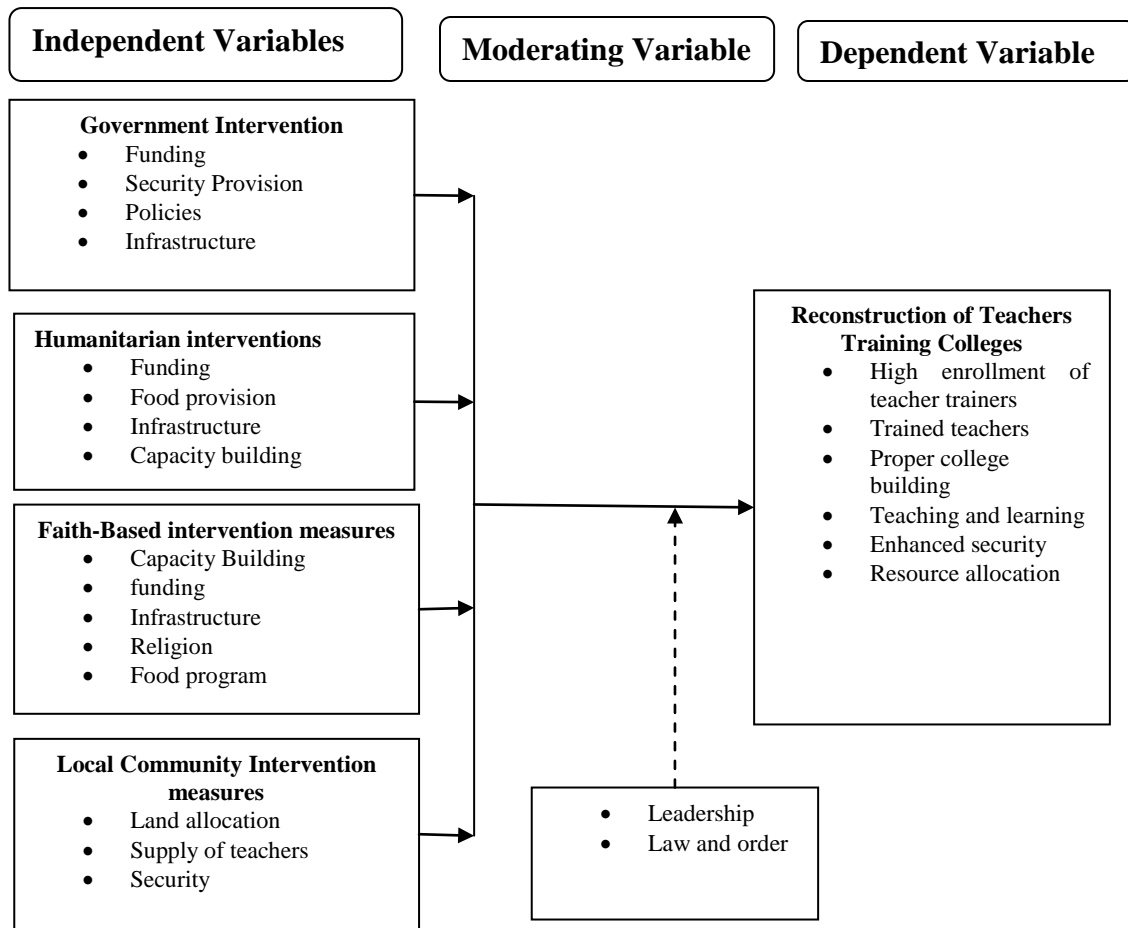 Independent Variables
Moderating Variable
Dependent Variable
Government Intervention
• Funding
• Security Provision
• Policies
• Infrastructure
Humanitarian interventions
• Funding
• Food provision
• Infrastructure
• Capacity building
Faith-Based intervention measures
• Capacity Building
• funding
• Infrastructure
• Religion
• Food program
Local Community Intervention
measures
• Land allocation
• Supply of teachers
• Security
• Leadership
• Law and order
Reconstruction of Teachers
Training Colleges
• High enrollment of
teacher trainers
• Trained teachers
• Proper college
building
• Teaching and learning
• Enhanced security
• Resource allocation